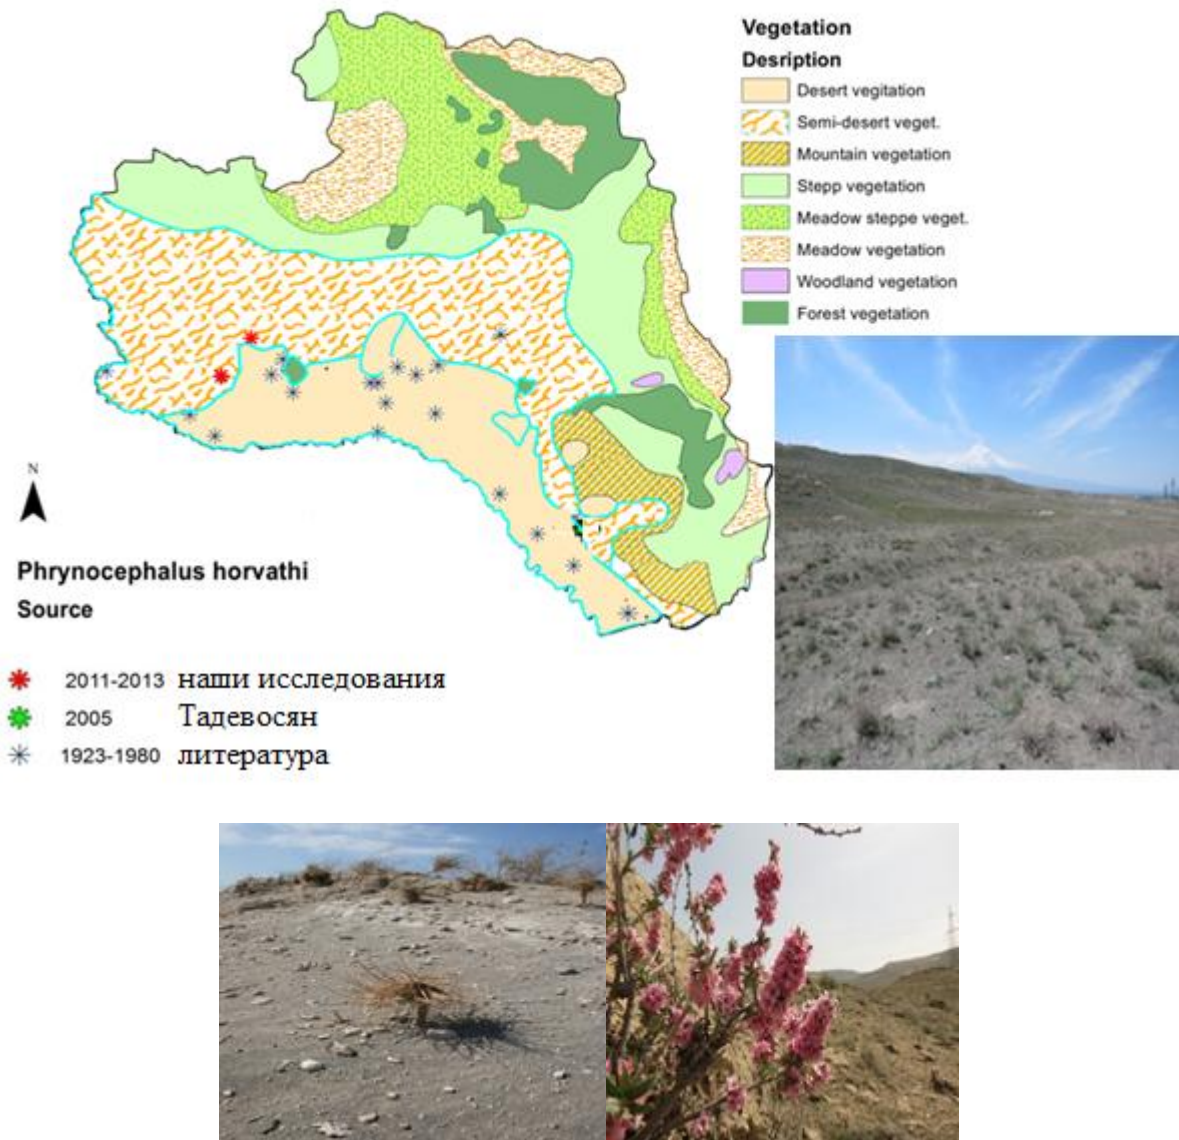 Vegetation
Desription
Desert vegitation
Semi-desert veget.
Mountain vegetation
Stepp vegetation
Meadow steppe veget.
Meadow vegetation
Woodland vegetation
Forest vegetation
N
Phrynocephalus horvathi
Source
2011-2013 наши исследования
2005 Тадевосян
1923-1980 литература